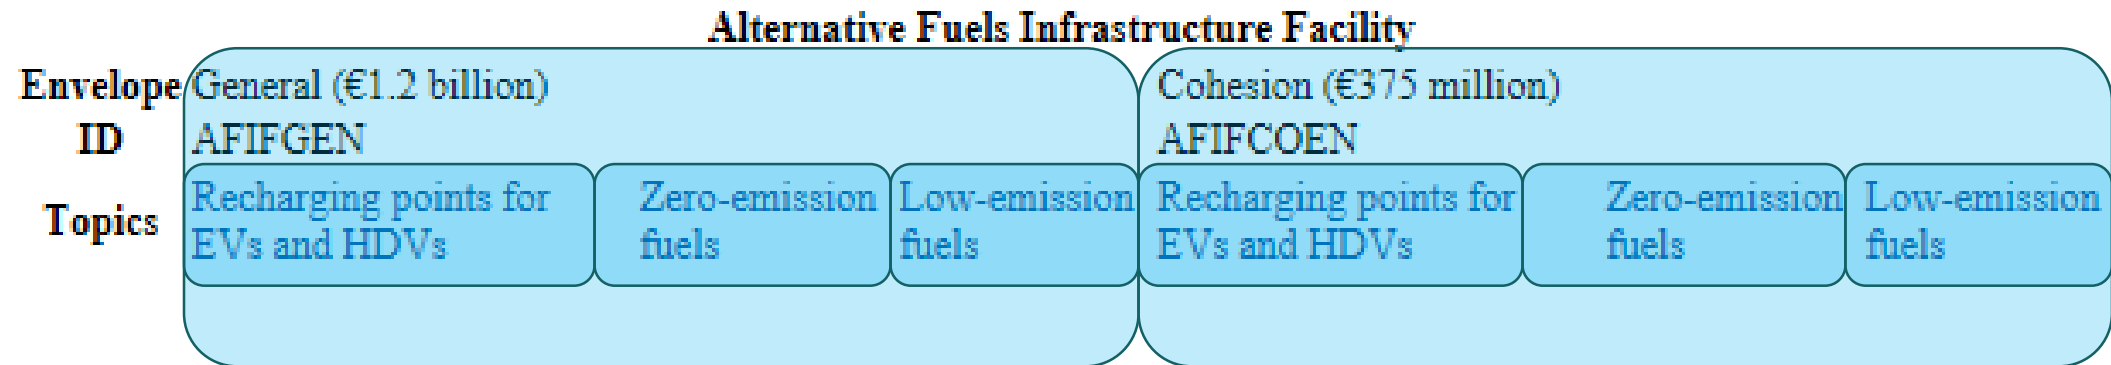 Alternative Fuels Infrastructure Facility
Envelope General (€1.2 billion) Cohesion (€375 million)
ID AFIFGEN AFIFCOEN
Topics
Recharging points for EVs and HDVs
Zero-emission fuels
Low-emission fuels
Recharging points for EVs and HDVs
Zero-emission fuels
Low-emission fuels